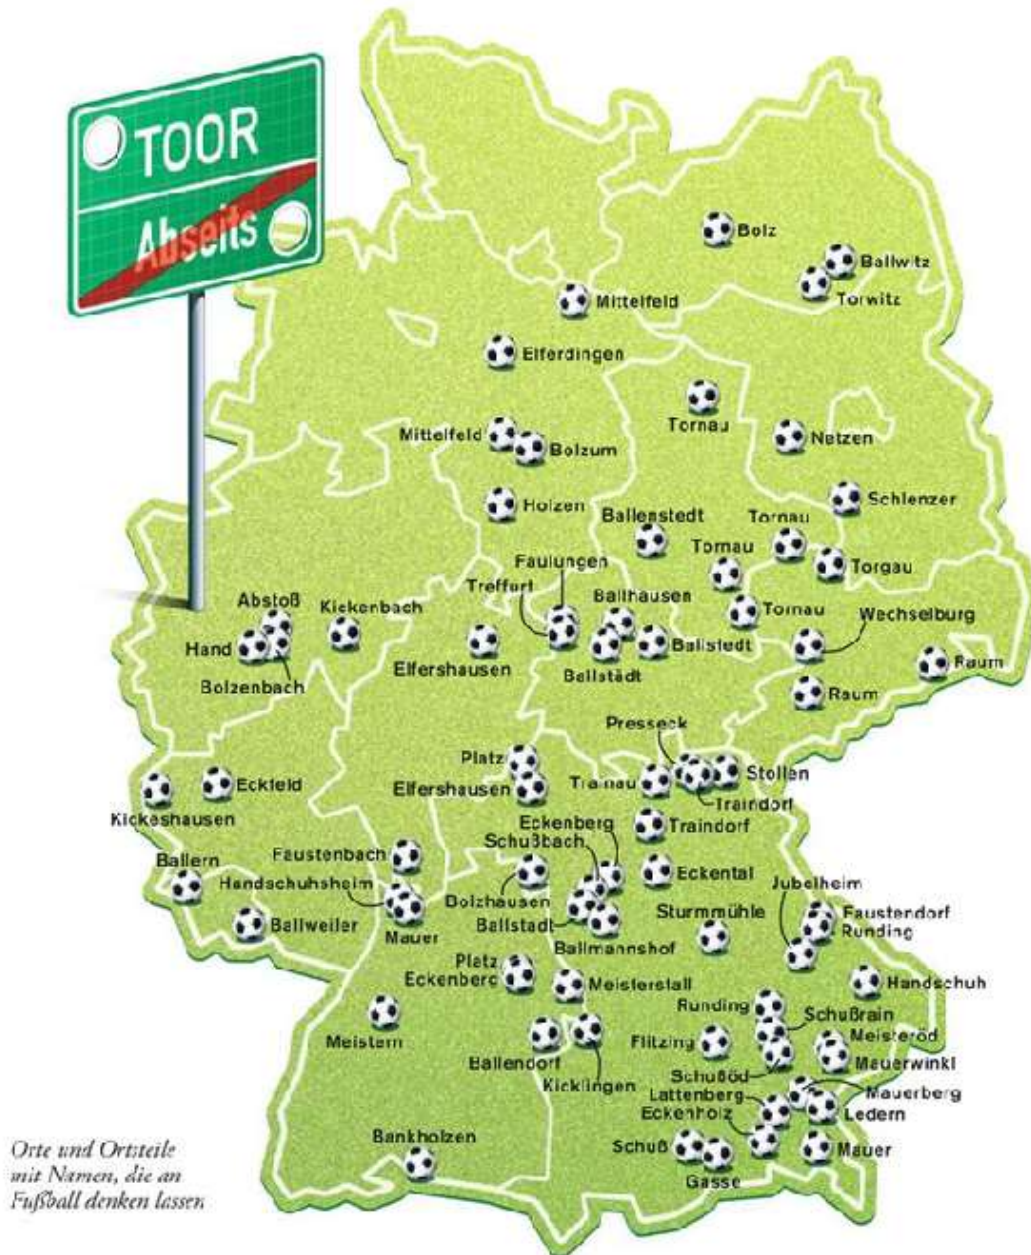 TOOR
Abseits
Bolz
Ballwitz
Torwitz
Mittelfeld
Elferdingen
Tornau
Mittelfeld
Bolzum
Netzen
Holzen
Schlenzer
Ballenstedt
Tornau
Tornau
Faulungen
Treffurt
Torgau
Ballhausen
Abstoß
Kickenbach
Tornau
Wechselburg
Hand
Elfershausen
Ballstedt
Raum
Bolzenbach
Ballstädt
Raum
Presseck
Platz
Trainau
Stollen
Eckfeld
Elfershausen
Traindorf
Kickeshausen
Eckenberg
Traindorf
Schußbach
Faustenbach
Ballern
Eckental
Handschuhsheim
Bolzhausen
Jubelheim
Ballweiler
Mauer
Ballstadt
Sturmmühle
Faustendorf
Runding
Ballmannshof
Platz
Eckenberg
Meisterstall
Handschuh
Runding
Schußrain
Meistern
Flitzing
Meisteröd
Ballendorf
Mauerwinkl
Kicklingen
Schußöd
Lattenberg
Mauerberg
Eckenholz
Ledern
Bankholzen
Schuß
Mauer
Gasse
Orte und Ortsteile
mit Namen, die an
Fußball denken lassen